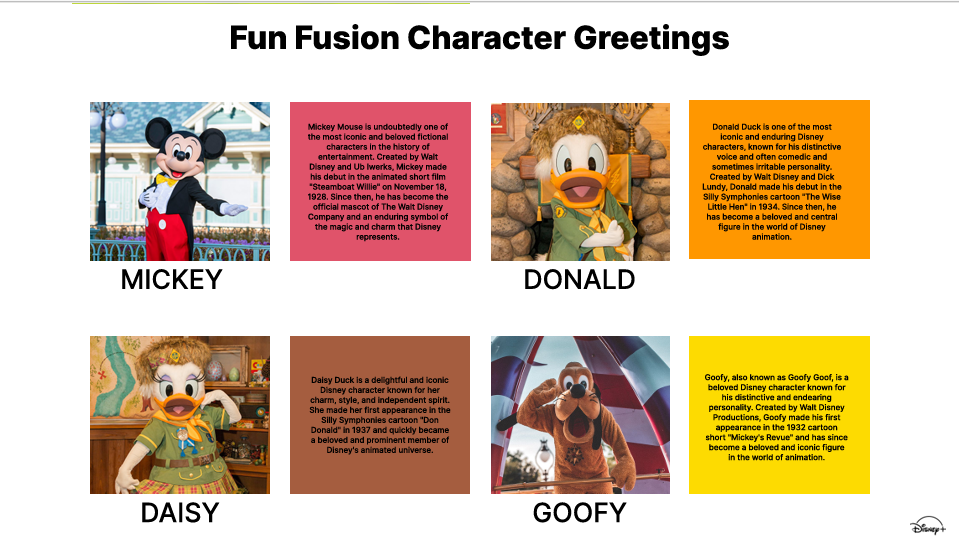 Fun Fusion Character Greetings
Mickey Mouse is undoubtedly one of
the most iconic and beloved fictional
characters in the history of
entertainment. Created by Walt
Disney and Ub Iwerks, Mickey made
his debut in the animated short film
"Steamboat Willie" on November 18,
1928. Since then, he has become the
official mascot of The Walt Disney
Company and an enduring symbol of
the magic and charm that Disney
represents.
Donald Duck is one of the most
iconic and enduring Disney
characters, known for his distinctive
voice and often comedic and
sometimes irritable personality.
Created by Walt Disney and Dick
Lundy, Donald made his debut in the
Silly Symphonies cartoon "The Wise
Little Hen" in 1934. Since then, he
has become a beloved and central
figure in the world of Disney
animation.
MICKEY
DONALD
Daisy Duck is a delightful and iconic
Disney character known for her
charm, style, and independent spirit.
She made her first appearance in the
Silly Symphonies cartoon "Don
Donald" in 1937 and quickly became
a beloved and prominent member of
Disney's animated universe.
Goofy, also known as Goofy Goof, is a
beloved Disney character known for
his distinctive and endearing
personality. Created by Walt Disney
Productions, Goofy made his first
appearance in the 1932 cartoon
short "Mickey's Revue" and has since
become a beloved and iconic figure
in the world of animation.
DAISY
GOOFY
Disney+